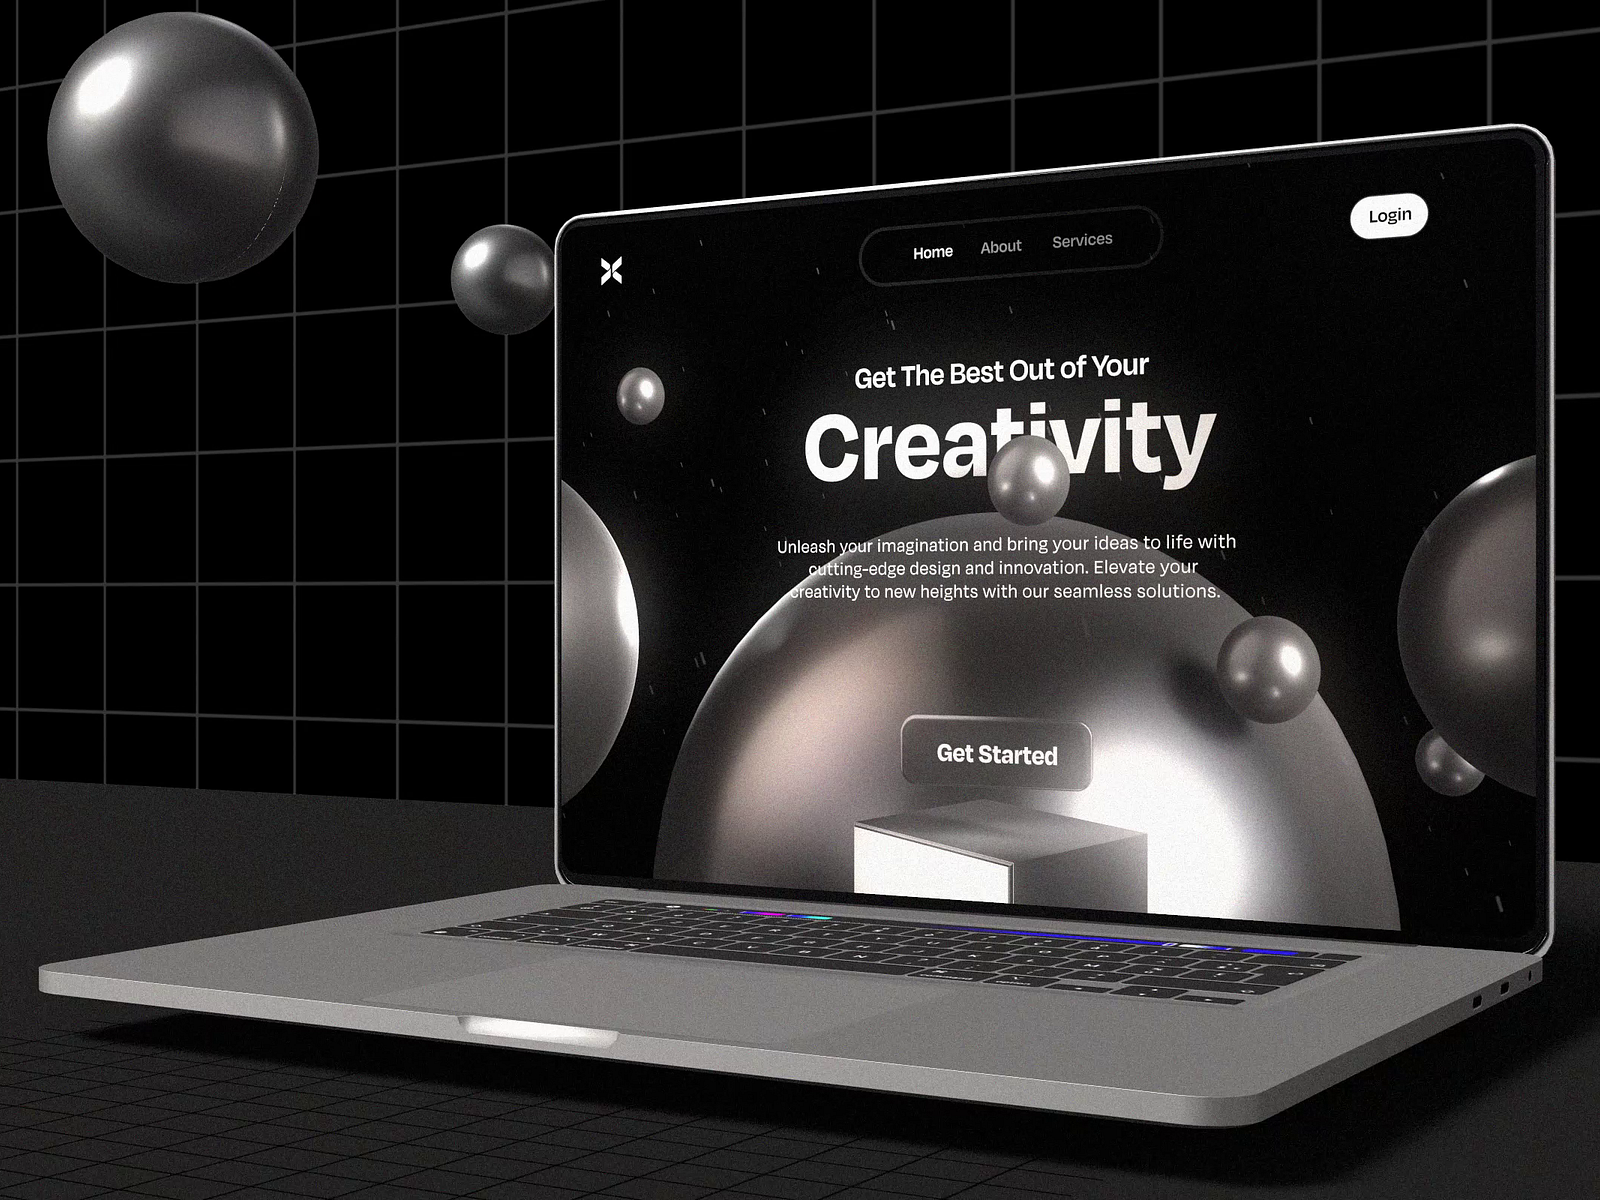 Home About Services
Login
Get The Best Out of Your
Creativity
Unleash your imagination and bring your ideas to life with
cutting-edge design and innovation. Elevate your
creativity to new heights with our seamless solutions.
Get Started